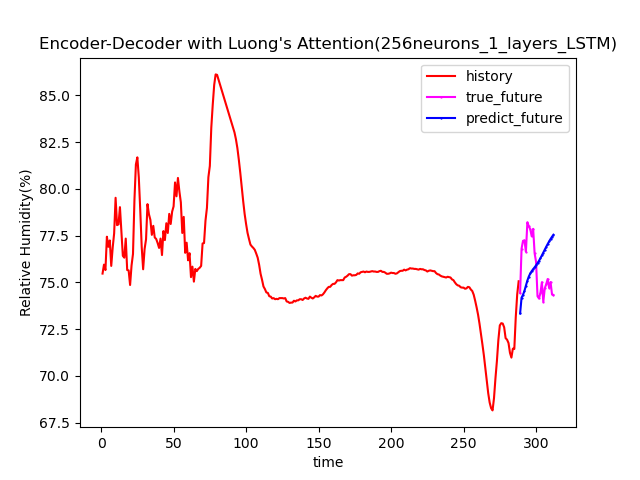 Encoder-Decoder with Luong's Attention(256neurons_1_layers_LSTM)
history
true_future
predict_future
Relative Humidity(%)
85.0
82.5
80.0
77.5
75.0
72.5
70.0
67.5
0 50 100 150 200 250 300
time